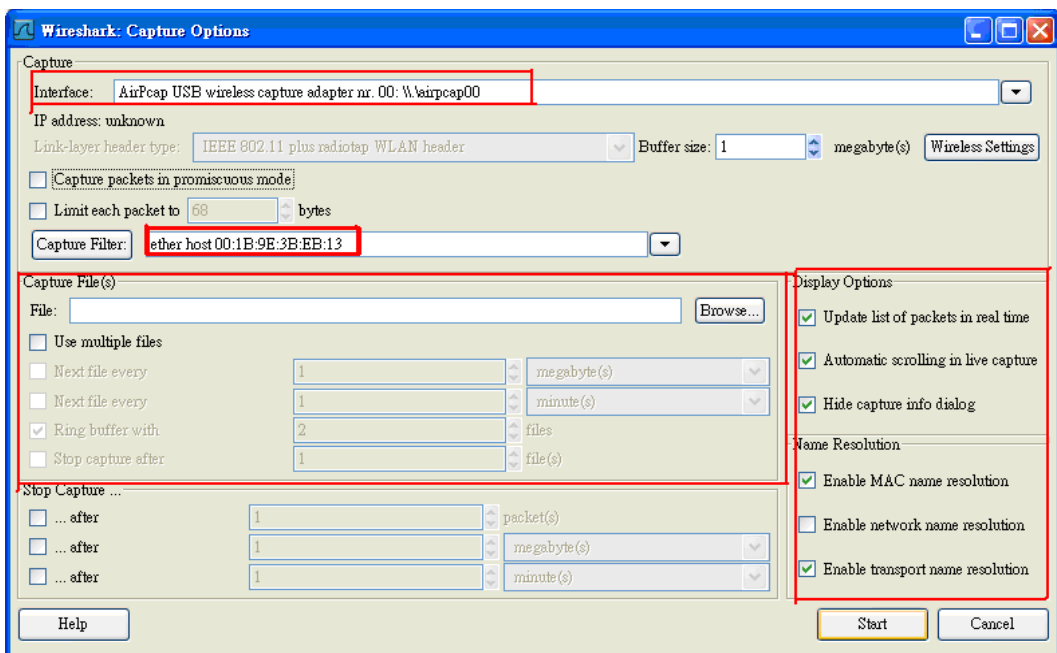 Wireshark: Capture Options
Capture
Interface: AirPcap USB wireless capture adapter nr. 00: \\.\airpcap00
IP address: unknown
Link-layer header type: IEEE 802.11 plus radiotap WLAN header Buffer size: 1 megabyte(s) Wireless Settings
Capture packets in promiscuous mode
Limit each packet to 68 bytes
Capture Filter: ether host 00:1B:9E:3B:EB:13
Capture File(s)
File: Browse...
Use multiple files
Next file every 1 megabyte(s)
Next file every 1 minute(s)
Ring buffer with 2 files
Stop capture after 1 file(s)
Stop Capture ...
... after 1 packet(s)
... after 1 megabyte(s)
... after 1 minute(s)
Display Options
Update list of packets in real time
Automatic scrolling in live capture
Hide capture info dialog
Name Resolution
Enable MAC name resolution
Enable network name resolution
Enable transport name resolution
Help Start Cancel